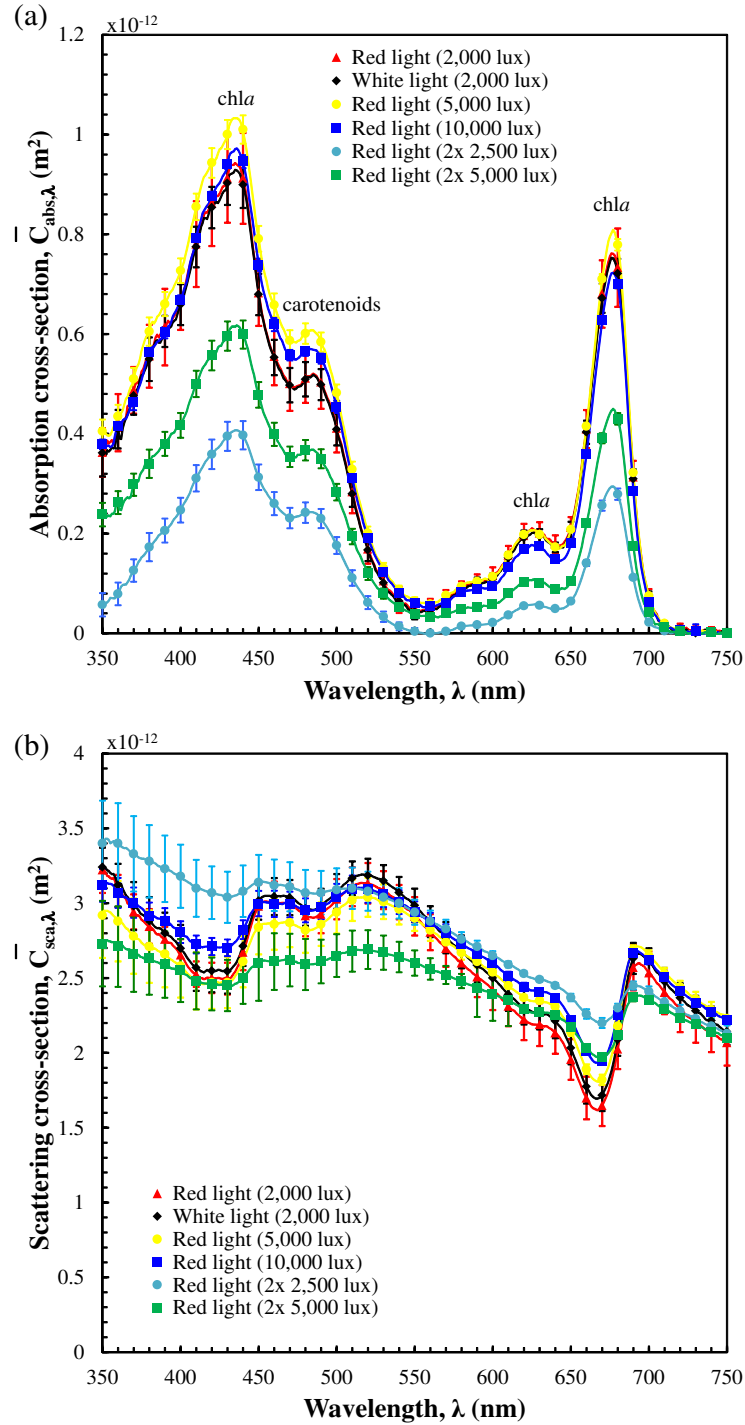 (a)
x10-12
1.2
1
0.8
0.6
0.4
0.2
0
Absorption cross-section, C̅abs,λ (m²)
Red light (2,000 lux)
White light (2,000 lux)
Red light (5,000 lux)
Red light (10,000 lux)
Red light (2x 2,500 lux)
Red light (2x 5,000 lux)
chla
carotenoids
chla
chla
350 400 450 500 550 600 650 700 750
Wavelength, λ (nm)
(b)
x10-12
4
3.5
3
2.5
2
1.5
1
0.5
0
Scattering cross-section, C̅sca,λ (m²)
Red light (2,000 lux)
White light (2,000 lux)
Red light (5,000 lux)
Red light (10,000 lux)
Red light (2x 2,500 lux)
Red light (2x 5,000 lux)
350 400 450 500 550 600 650 700 750
Wavelength, λ (nm)